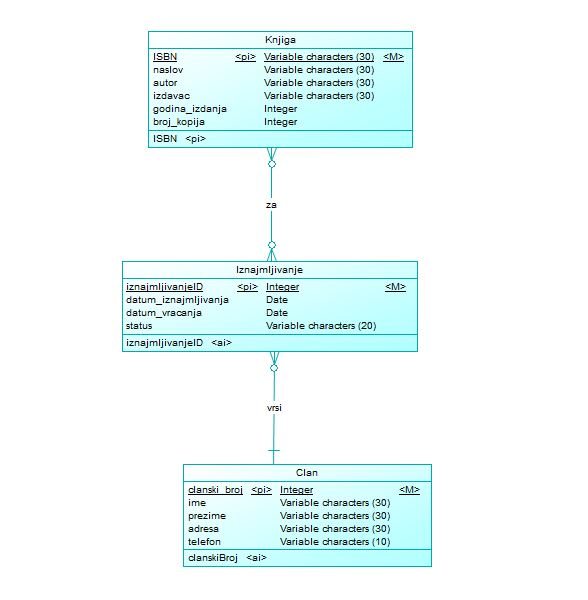 Knjiga
ISBN <pi> Variable characters (30) <M>
naslov Variable characters (30)
autor Variable characters (30)
izdavac Variable characters (30)
godina_izdanja Integer
broj_kopija Integer
ISBN <pi>
za
Iznajmljivanje
iznajmljivanjeID <pi> Integer <M>
datum_iznajmljivanja Date
datum_vracanja Date
status Variable characters (20)
iznajmljivanjeID <ai>
vrsi
Clan
clanski_broj <pi> Integer <M>
ime Variable characters (30)
prezime Variable characters (30)
adresa Variable characters (30)
telefon Variable characters (10)
clanskiBroj <ai>